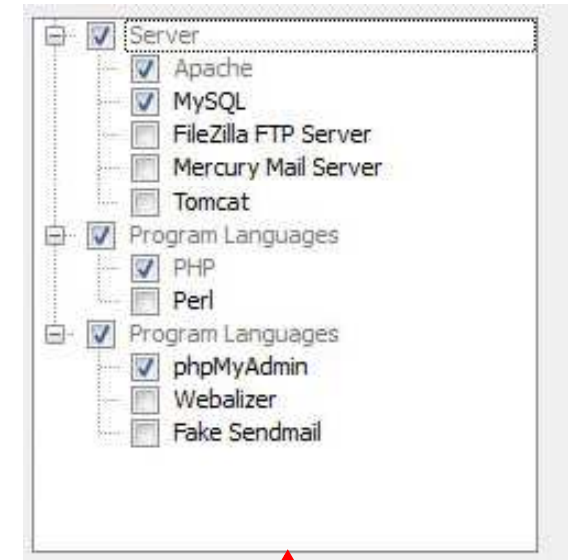 Server
Apache
MySQL
FileZilla FTP Server
Mercury Mail Server
Tomcat
Program Languages
PHP
Perl
Program Languages
phpMyAdmin
Webalizer
Fake Sendmail